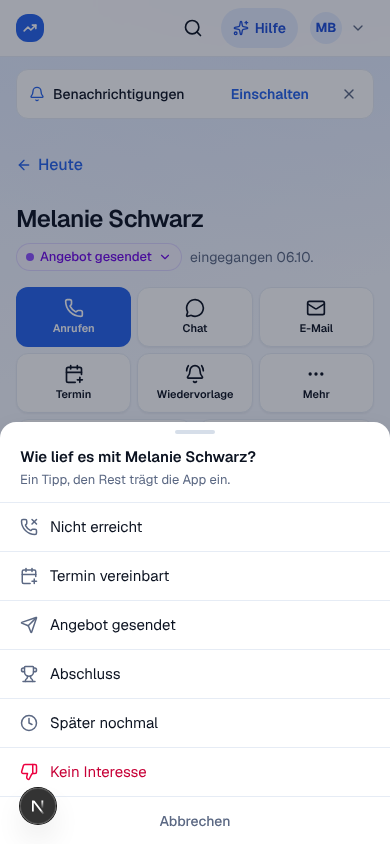 Hilfe
MB
Benachrichtigungen
Einschalten
Heute
Melanie Schwarz
Angebot gesendet
eingegangen 06.10.
Anrufen
Chat
E-Mail
Termin
Wiedervorlage
Mehr
Wie lief es mit Melanie Schwarz?
Ein Tipp, den Rest trägt die App ein.
Nicht erreicht
Termin vereinbart
Angebot gesendet
Abschluss
Später nochmal
Kein Interesse
N
Abbrechen